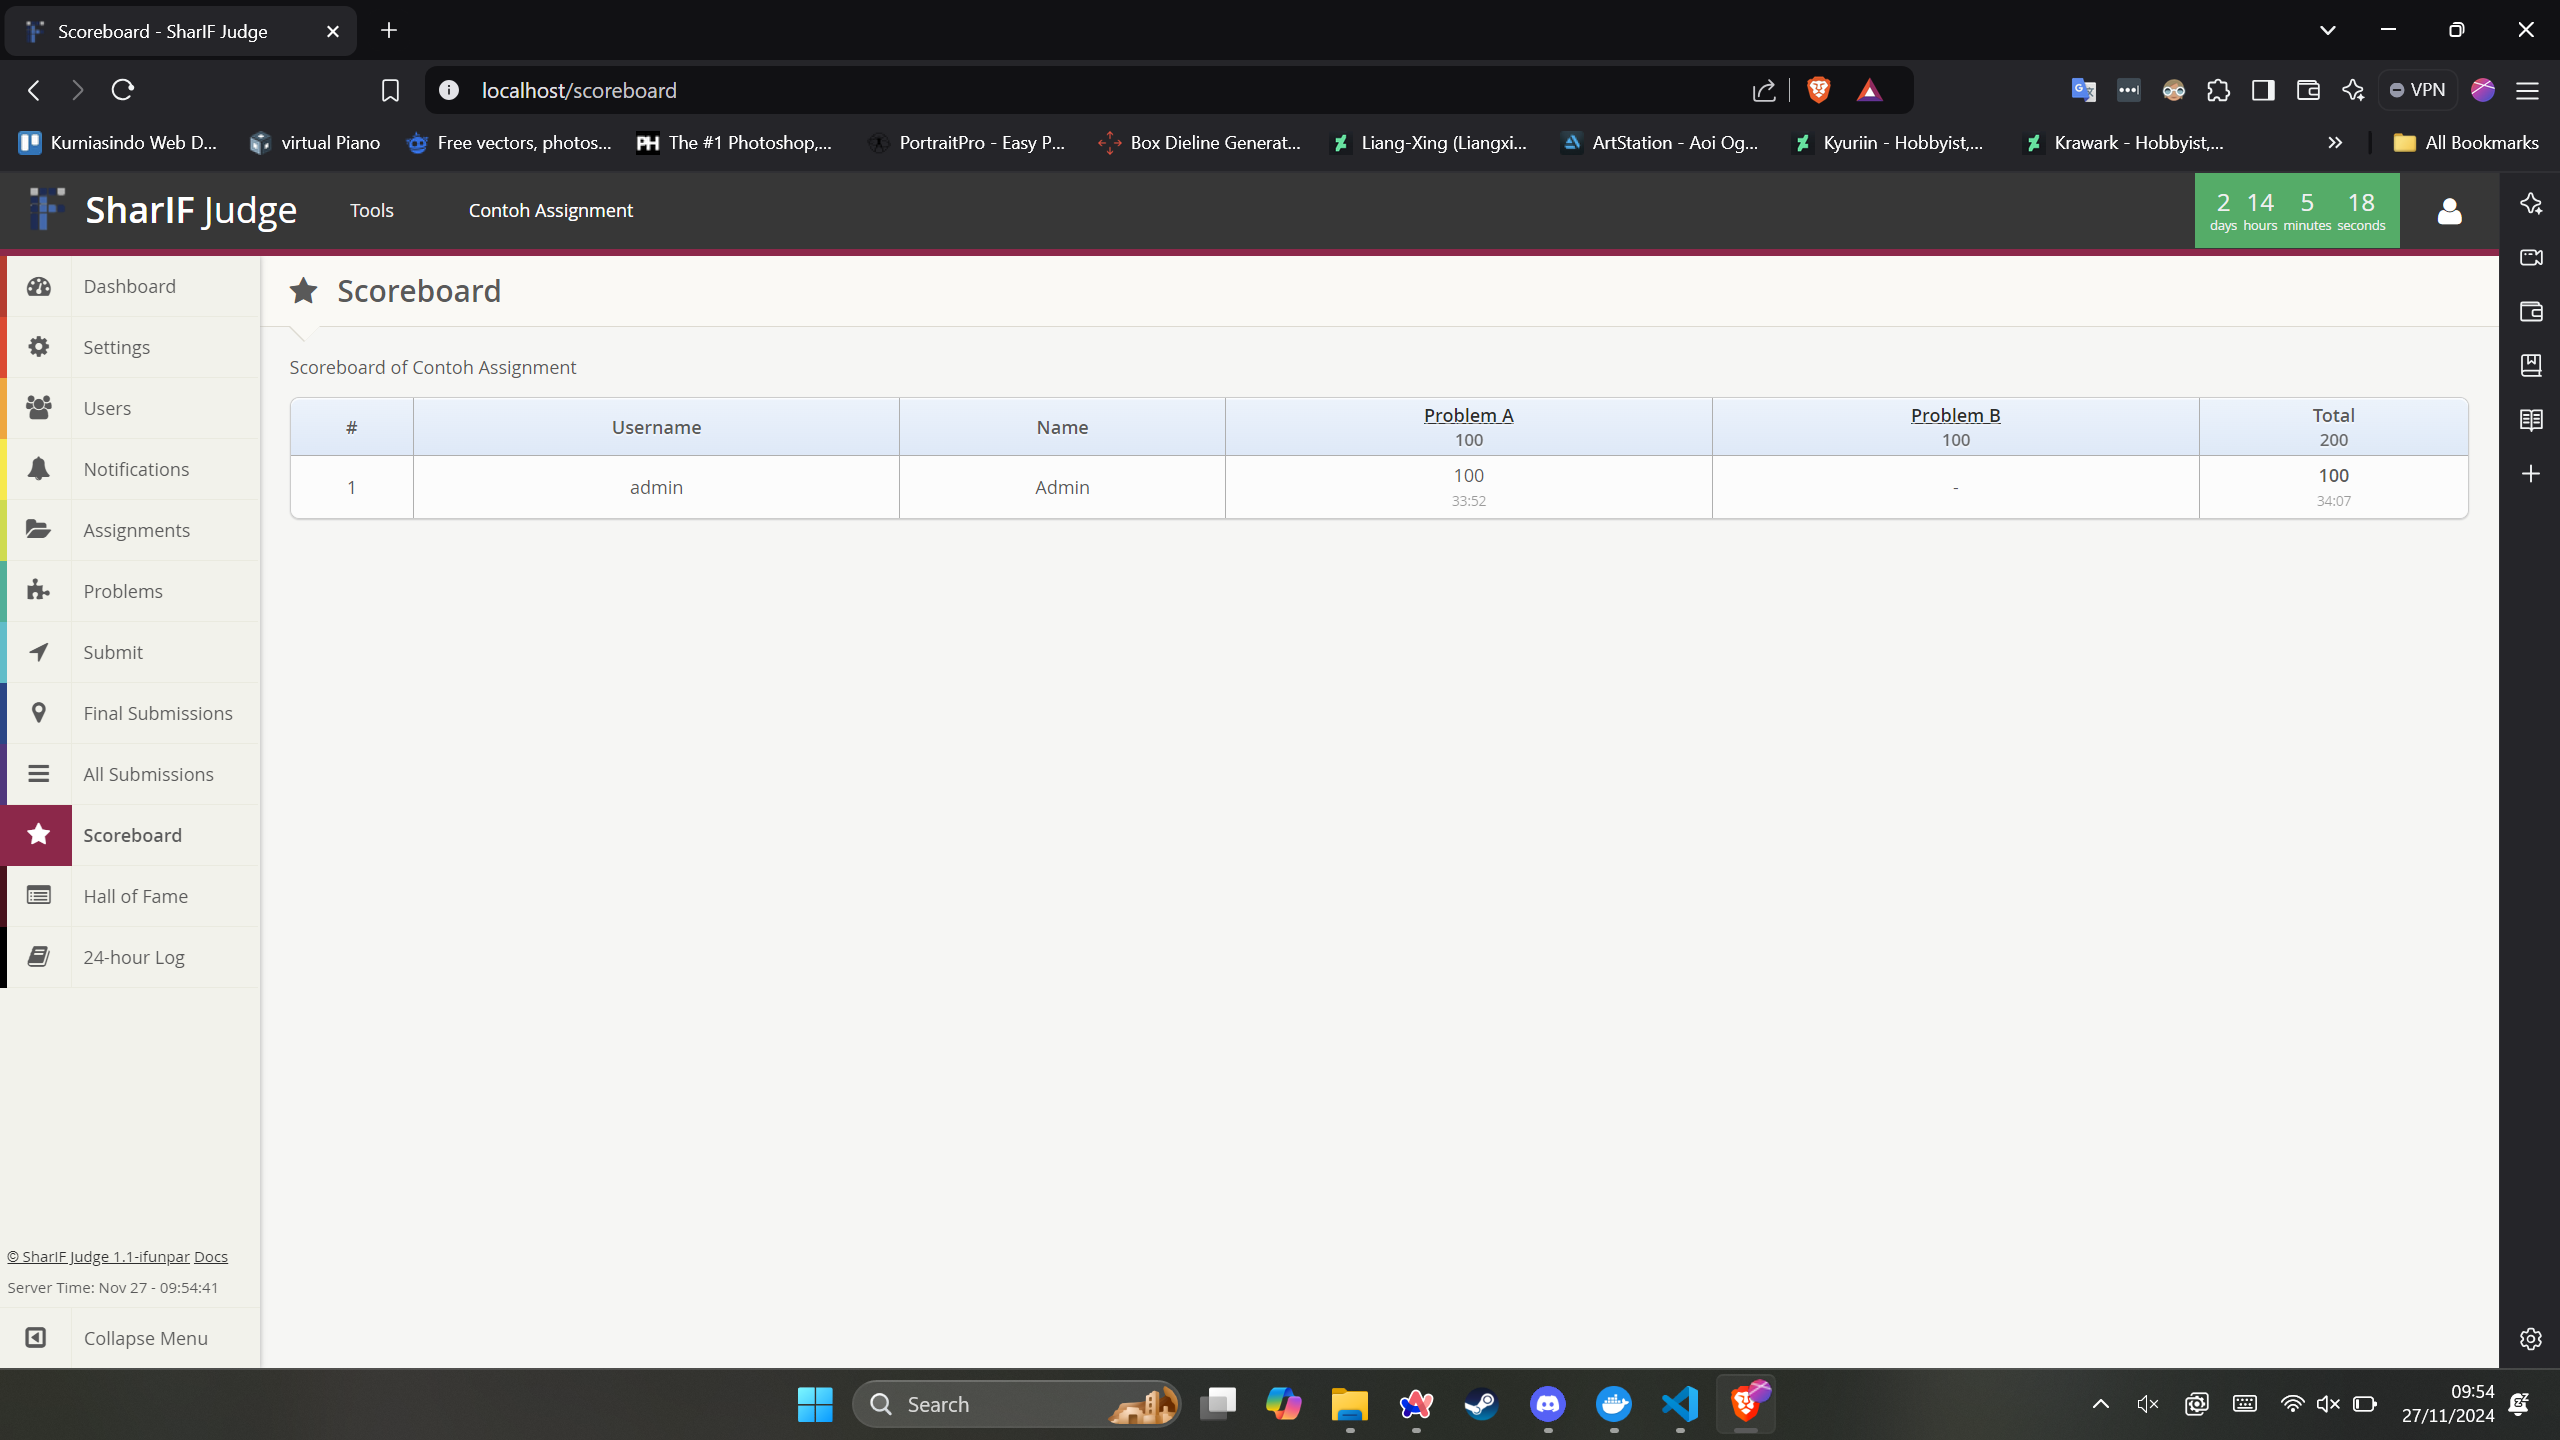 Scoreboard - SharIF Judge
localhost/scoreboard
VPN
Kurniasindo Web D...
virtual Piano
Free vectors, photos...
PH The #1 Photoshop,...
PortraitPro - Easy P...
Box Dieline Generat...
Liang-Xing (Liangxi...
ArtStation - Aoi Og...
Kyuriin - Hobbyist,...
Krawark - Hobbyist,...
All Bookmarks
SharIF Judge
Tools
Contoh Assignment
2 14 5 18
days hours minutes seconds
Dashboard
Settings
Users
Notifications
Assignments
Problems
Submit
Final Submissions
All Submissions
Scoreboard
Hall of Fame
24-hour Log
© SharIF Judge 1.1-ifunpar Docs
Server Time: Nov 27 - 09:54:41
Collapse Menu
Scoreboard
Scoreboard of Contoh Assignment
# Username Name Problem A Problem B Total
100 100 200
1 admin Admin 100 - 100
33:52 34:07
Search
09:54
27/11/2024